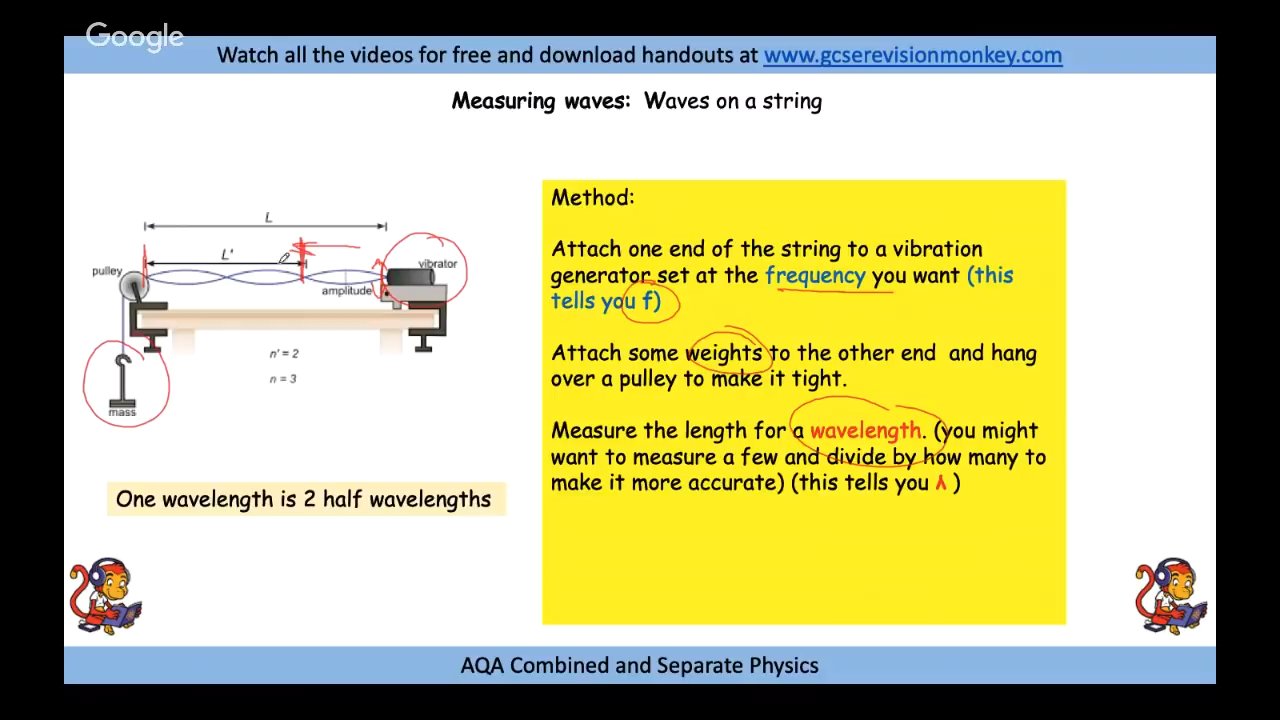 Google
Watch all the videos for free and download handouts at www.gcserevisionmonkey.com
Measuring waves: Waves on a string
L
L'
pulley
vibrator
amplitude
n' = 2
n = 3
mass
One wavelength is 2 half wavelengths
Method:
Attach one end of the string to a vibration
generator set at the frequency you want (this
tells you f)
Attach some weights to the other end and hang
over a pulley to make it tight.
Measure the length for a wavelength. (you might
want to measure a few and divide by how many to
make it more accurate) (this tells you λ )
AQA Combined and Separate Physics